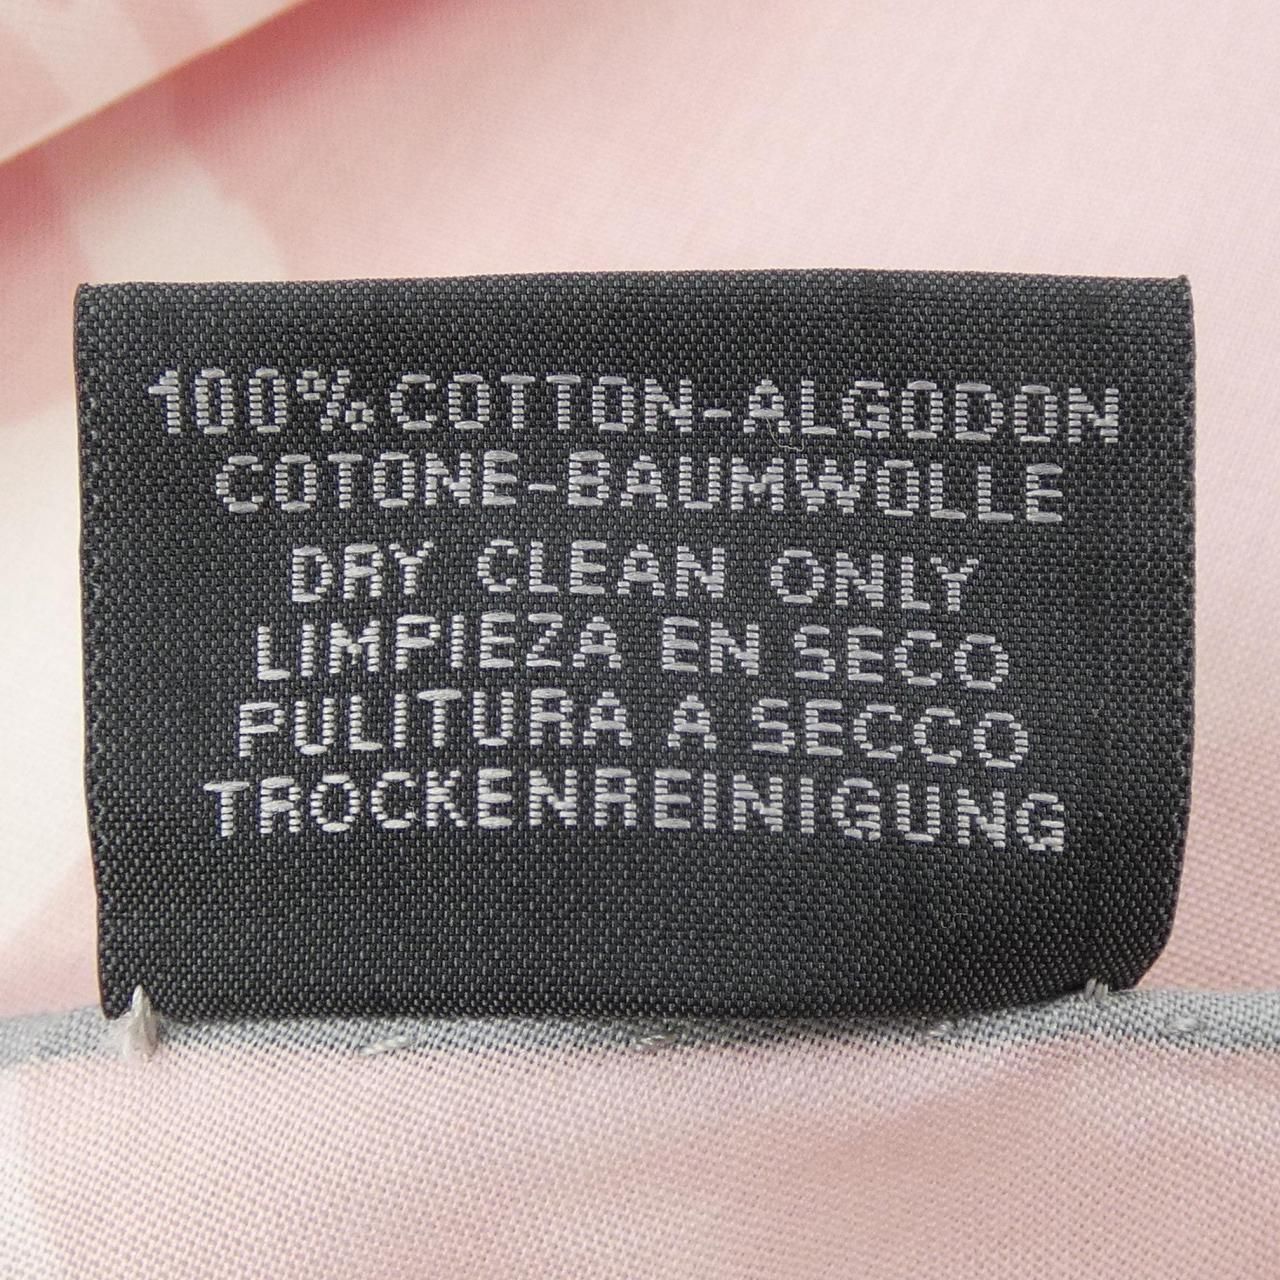 100% COTTON-ALGODON
COTONE-BAUMWOLLE
DRY CLEAN ONLY
LIMPIEZA EN SECO
PULITURA A SECCO
TROCKENREINIGUNG